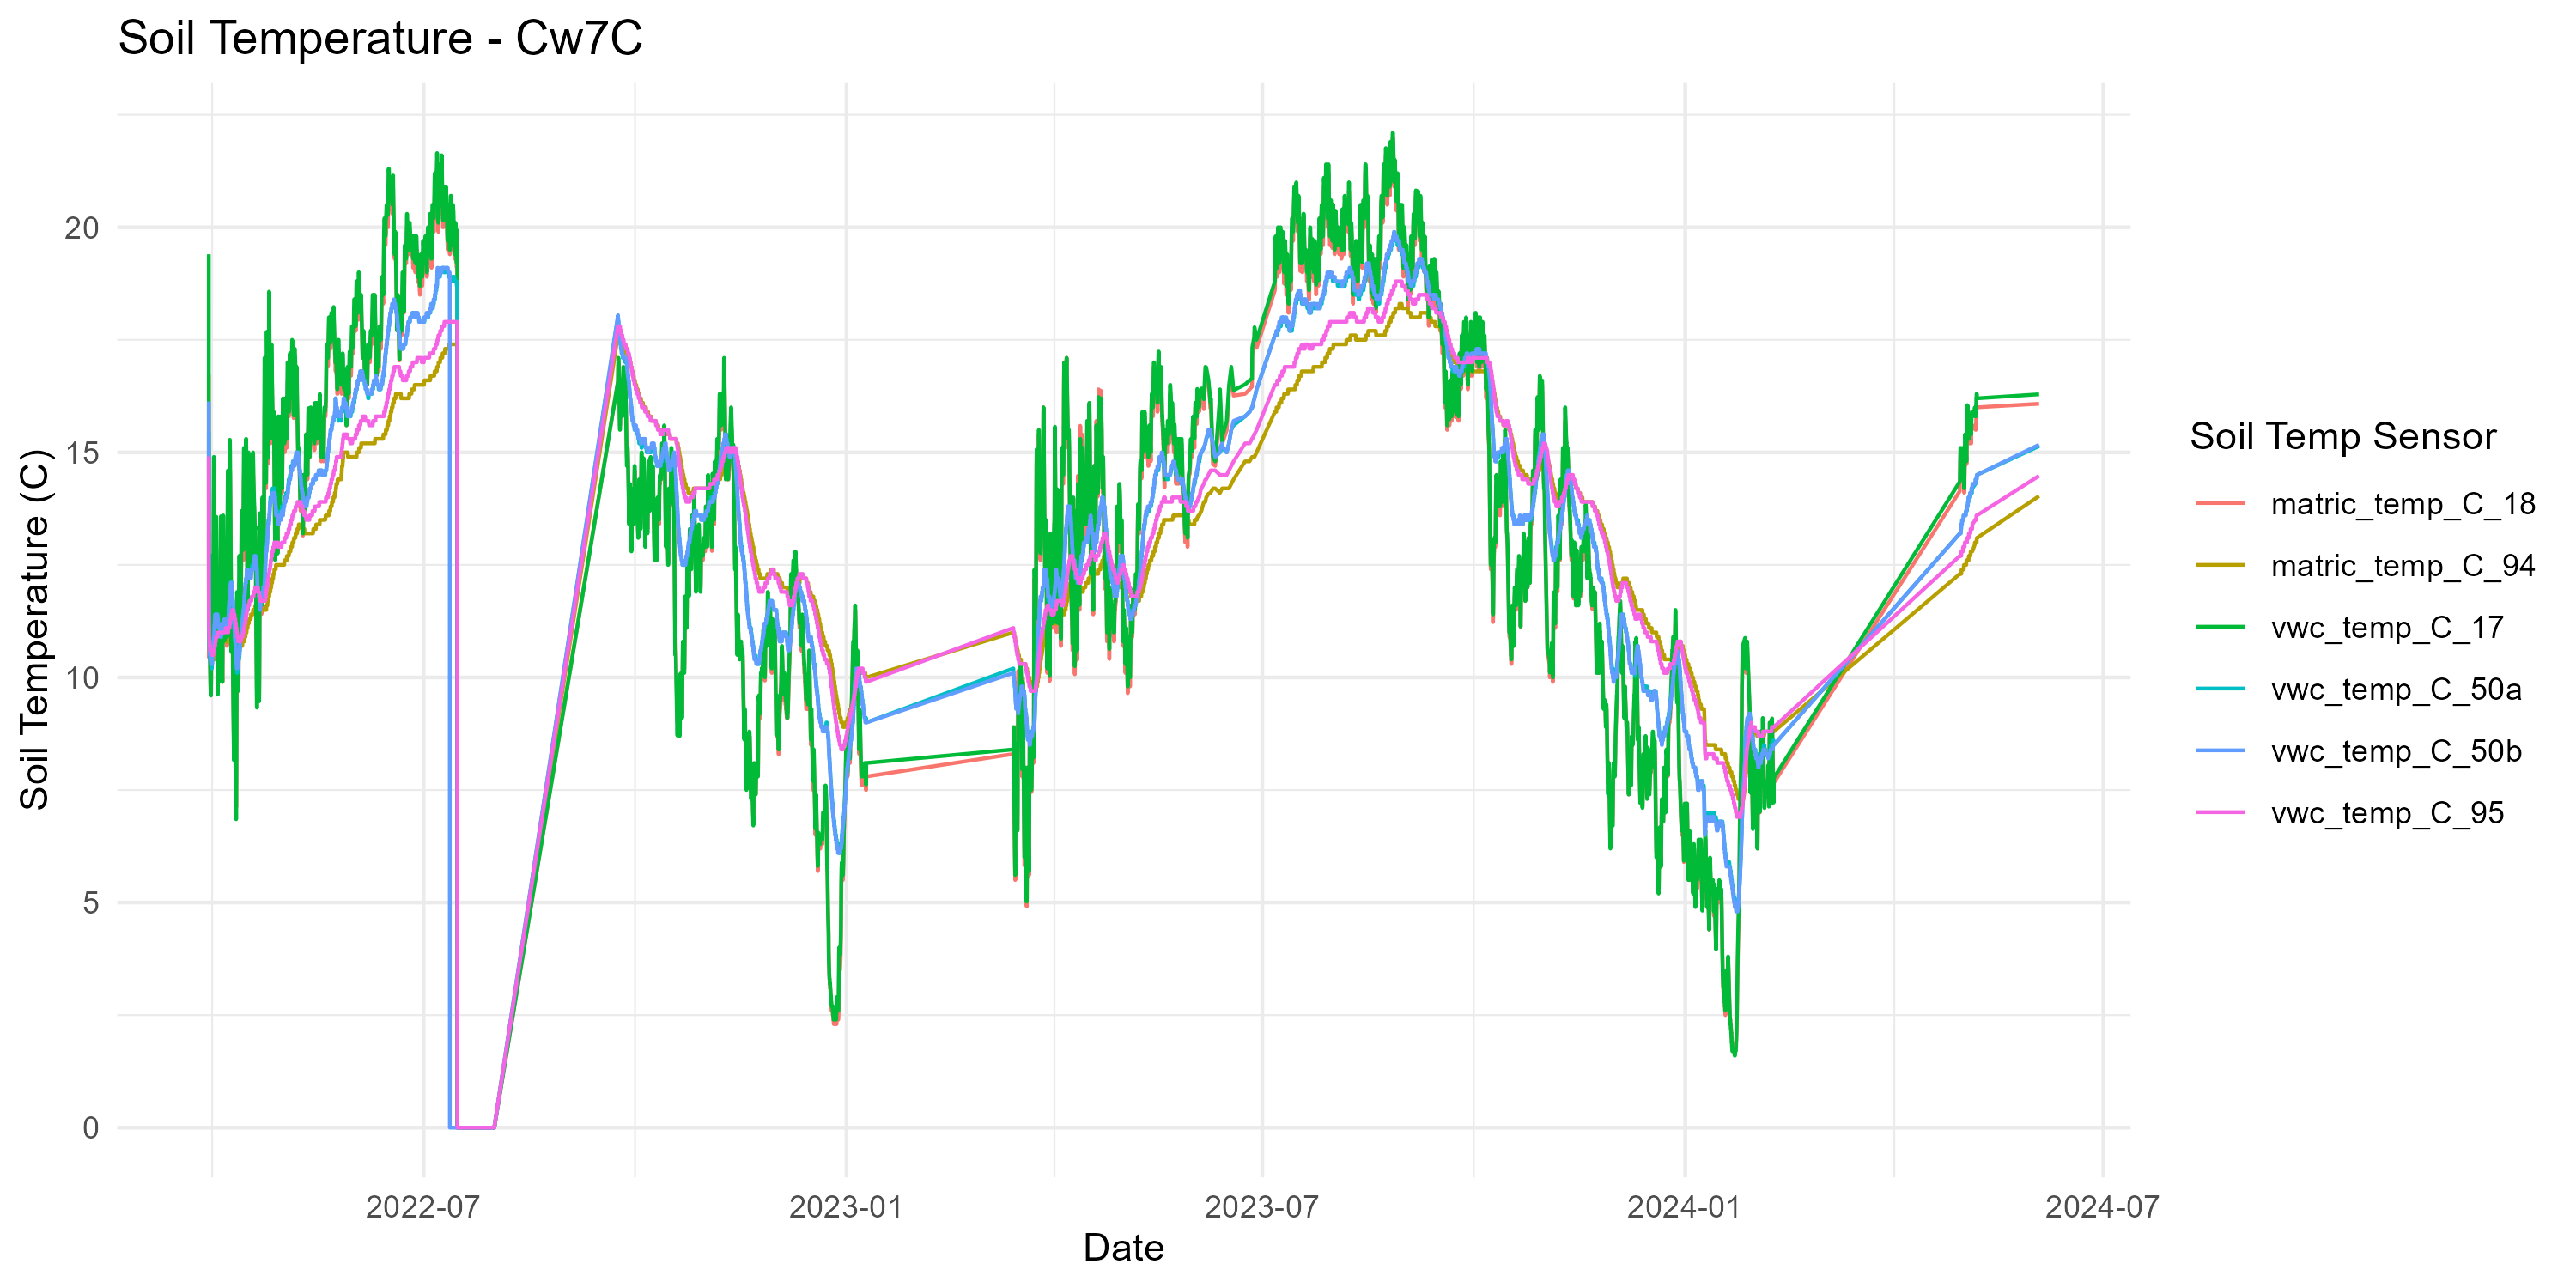 Soil Temperature - Cw7C
Soil Temperature (C)
20
15
10
5
0
2022-07
2023-01
2023-07
2024-01
2024-07
Date
Soil Temp Sensor
matric_temp_C_18
matric_temp_C_94
vwc_temp_C_17
vwc_temp_C_50a
vwc_temp_C_50b
vwc_temp_C_95